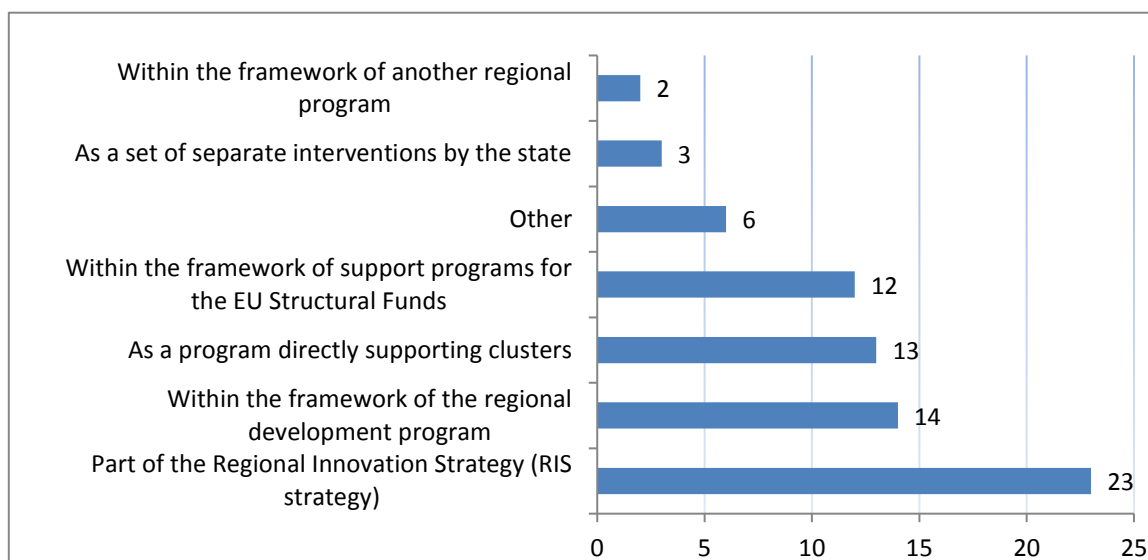 Within the framework of another regional
program
2
As a set of separate interventions by the state
3
Other
6
Within the framework of support programs for
the EU Structural Funds
12
As a program directly supporting clusters
13
Within the framework of the regional
development program
14
Part of the Regional Innovation Strategy (RIS
strategy)
23
0 5 10 15 20 25